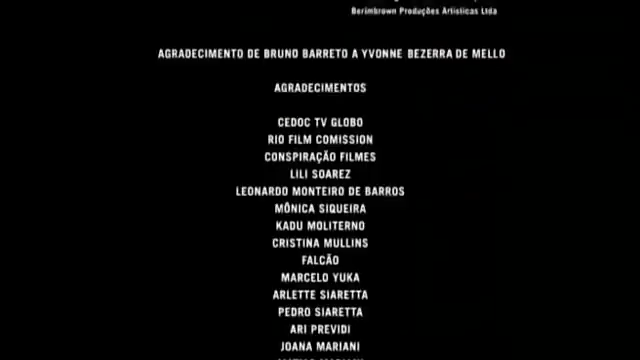 Berimbrown Produções Artísticas Ltda
AGRADECIMENTO DE BRUNO BARRETO A YVONNE BEZERRA DE MELLO
AGRADECIMENTOS
CEDOC TV GLOBO
RIO FILM COMISSION
CONSPIRAÇÃO FILMES
LILI SOAREZ
LEONARDO MONTEIRO DE BARROS
MÔNICA SIQUEIRA
KADU MOLITERNO
CRISTINA MULLINS
FALCÃO
MARCELO YUKA
ARLETTE SIARETTA
PEDRO SIARETTA
ARI PREVIDI
JOANA MARIANI